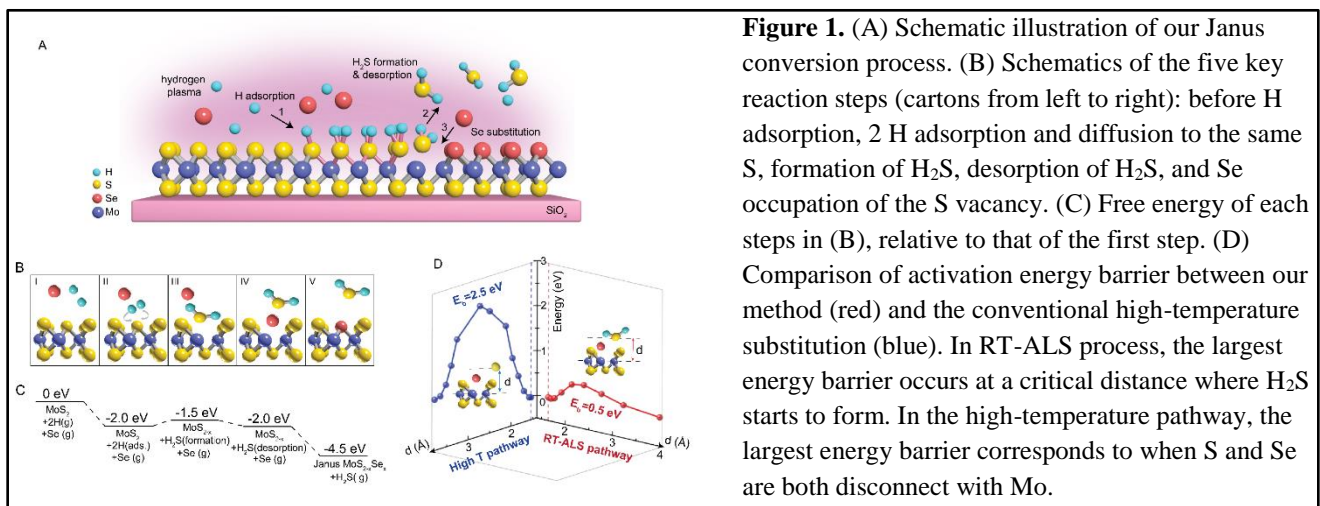 A
hydrogen
plasma
H adsorption
1
H₂S formation
& desorption
2
3
Se substitution
H
S
Se
Mo
SiO₂
B
I
II
III
IV
V
C
0 eV
MoS₂
+2H(g)
+Se (g)
-2.0 eV
MoS₂
+2H(ads.)
+Se (g)
-1.5 eV
MoS₂₋ₓ
+H₂S(formation)
+Se (g)
-2.0 eV
MoS₂₋ₓ
+H₂S(desorption)
+Se (g)
-4.5 eV
Janus MoS₂₋ₓSeₓ
+H₂S( g)
D
Energy (eV)
3
2
1
0
E_b=2.5 eV
d
d (Å)
3
2
High T pathway
E_b=0.5 eV
d
2
3
4
d (Å)
RT-ALS pathway
Figure 1. (A) Schematic illustration of our Janus
conversion process. (B) Schematics of the five key
reaction steps (cartons from left to right): before H
adsorption, 2 H adsorption and diffusion to the same
S, formation of H₂S, desorption of H₂S, and Se
occupation of the S vacancy. (C) Free energy of each
steps in (B), relative to that of the first step. (D)
Comparison of activation energy barrier between our
method (red) and the conventional high-temperature
substitution (blue). In RT-ALS process, the largest
energy barrier occurs at a critical distance where H₂S
starts to form. In the high-temperature pathway, the
largest energy barrier corresponds to when S and Se
are both disconnect with Mo.